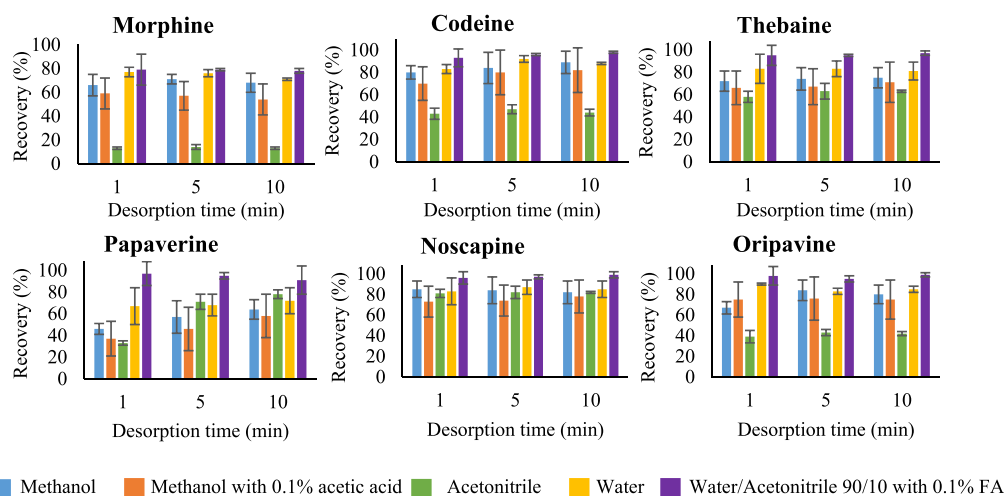 Morphine
Recovery (%)
100
80
60
40
20
0
1 5 10
Desorption time (min)
Codeine
Recovery (%)
100
80
60
40
20
0
1 5 10
Desorption time (min)
Thebaine
Recovery (%)
100
80
60
40
20
0
1 5 10
Desorption time (min)
Papaverine
Recovery (%)
100
80
60
40
20
0
1 5 10
Desorption time (min)
Noscapine
Recovery (%)
100
80
60
40
20
0
1 5 10
Desorption time (min)
Oripavine
Recovery (%)
100
80
60
40
20
0
1 5 10
Desorption time (min)
Methanol Methanol with 0.1% acetic acid Acetonitrile Water Water/Acetonitrile 90/10 with 0.1% FA